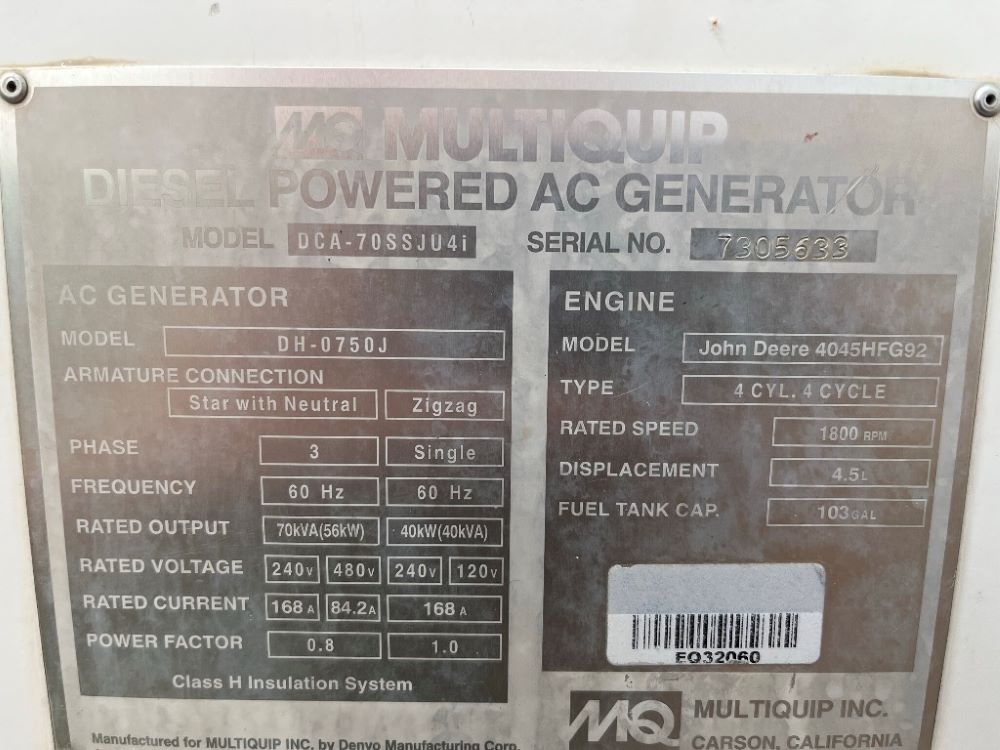 MQ MULTIQUIP
DIESEL POWERED AC GENERATOR
MODEL DCA-70SSJU4i SERIAL NO. 7305633
AC GENERATOR
MODEL DH-0750J
ARMATURE CONNECTION
Star with Neutral Zigzag
PHASE 3 Single
FREQUENCY 60 Hz 60 Hz
RATED OUTPUT 70kVA(56kW) 40kW(40kVA)
RATED VOLTAGE 240V 480V 240V 120V
RATED CURRENT 168 A 84.2A 168 A
POWER FACTOR 0.8 1.0
Class H Insulation System
Manufactured for MULTIQUIP INC. by Denyo Manufacturing Corp.
ENGINE
MODEL John Deere 4045HFG92
TYPE 4 CYL. 4 CYCLE
RATED SPEED 1800 RPM
DISPLACEMENT 4.5L
FUEL TANK CAP. 103GAL
EQ32060
MQ MULTIQUIP INC.
CARSON, CALIFORNIA